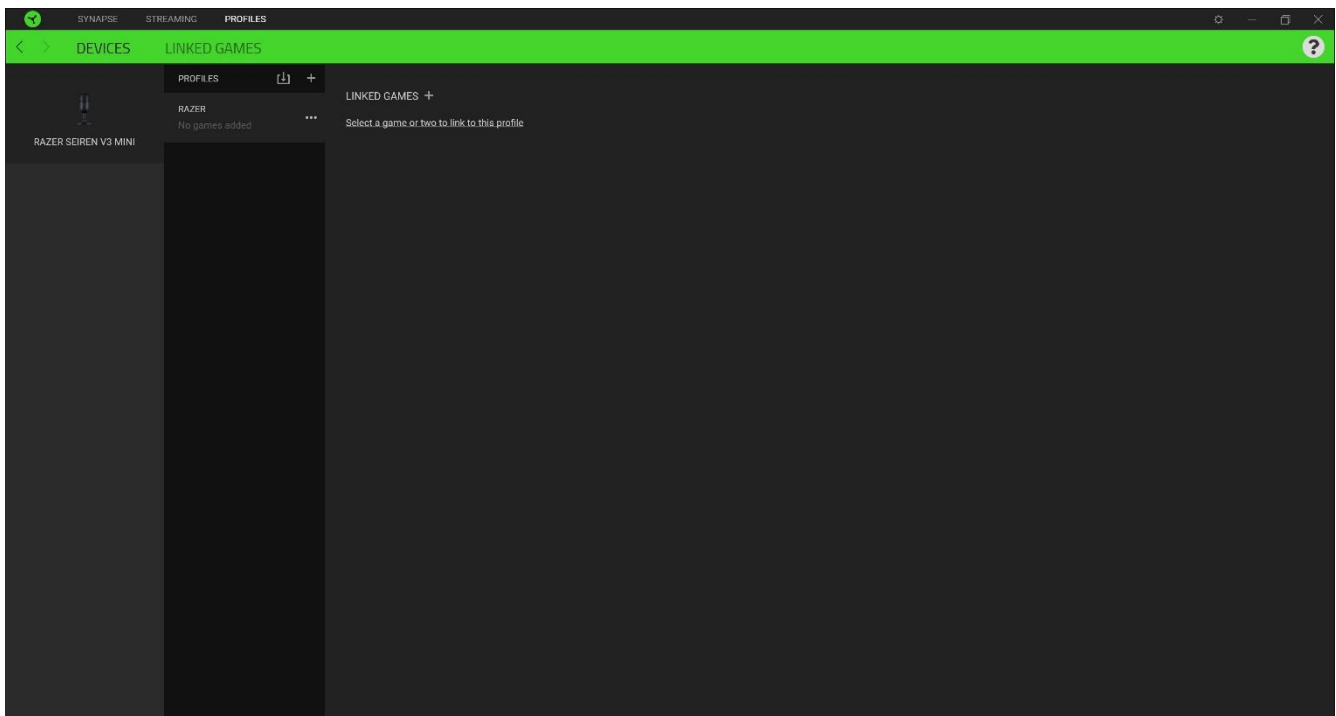 SYNAPSE STREAMING PROFILES
DEVICES LINKED GAMES ?
PROFILES
RAZER
No games added
RAZER SEIREN V3 MINI
LINKED GAMES +
Select a game or two to link to this profile